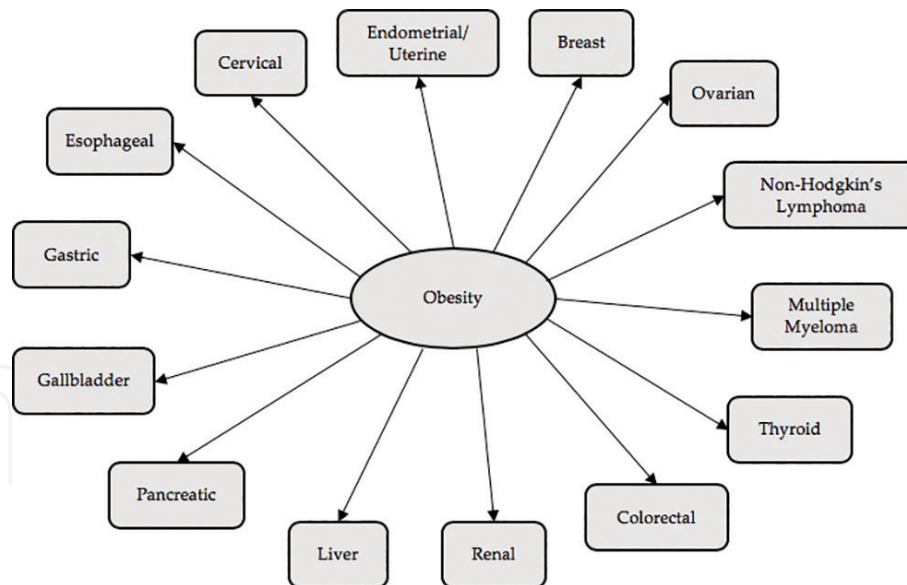 Endometrial/
Uterine
Breast
Cervical
Ovarian
Esophageal
Non-Hodgkin's
Lymphoma
Gastric
Obesity
Multiple
Myeloma
Gallbladder
Thyroid
Pancreatic
Colorectal
Liver
Renal